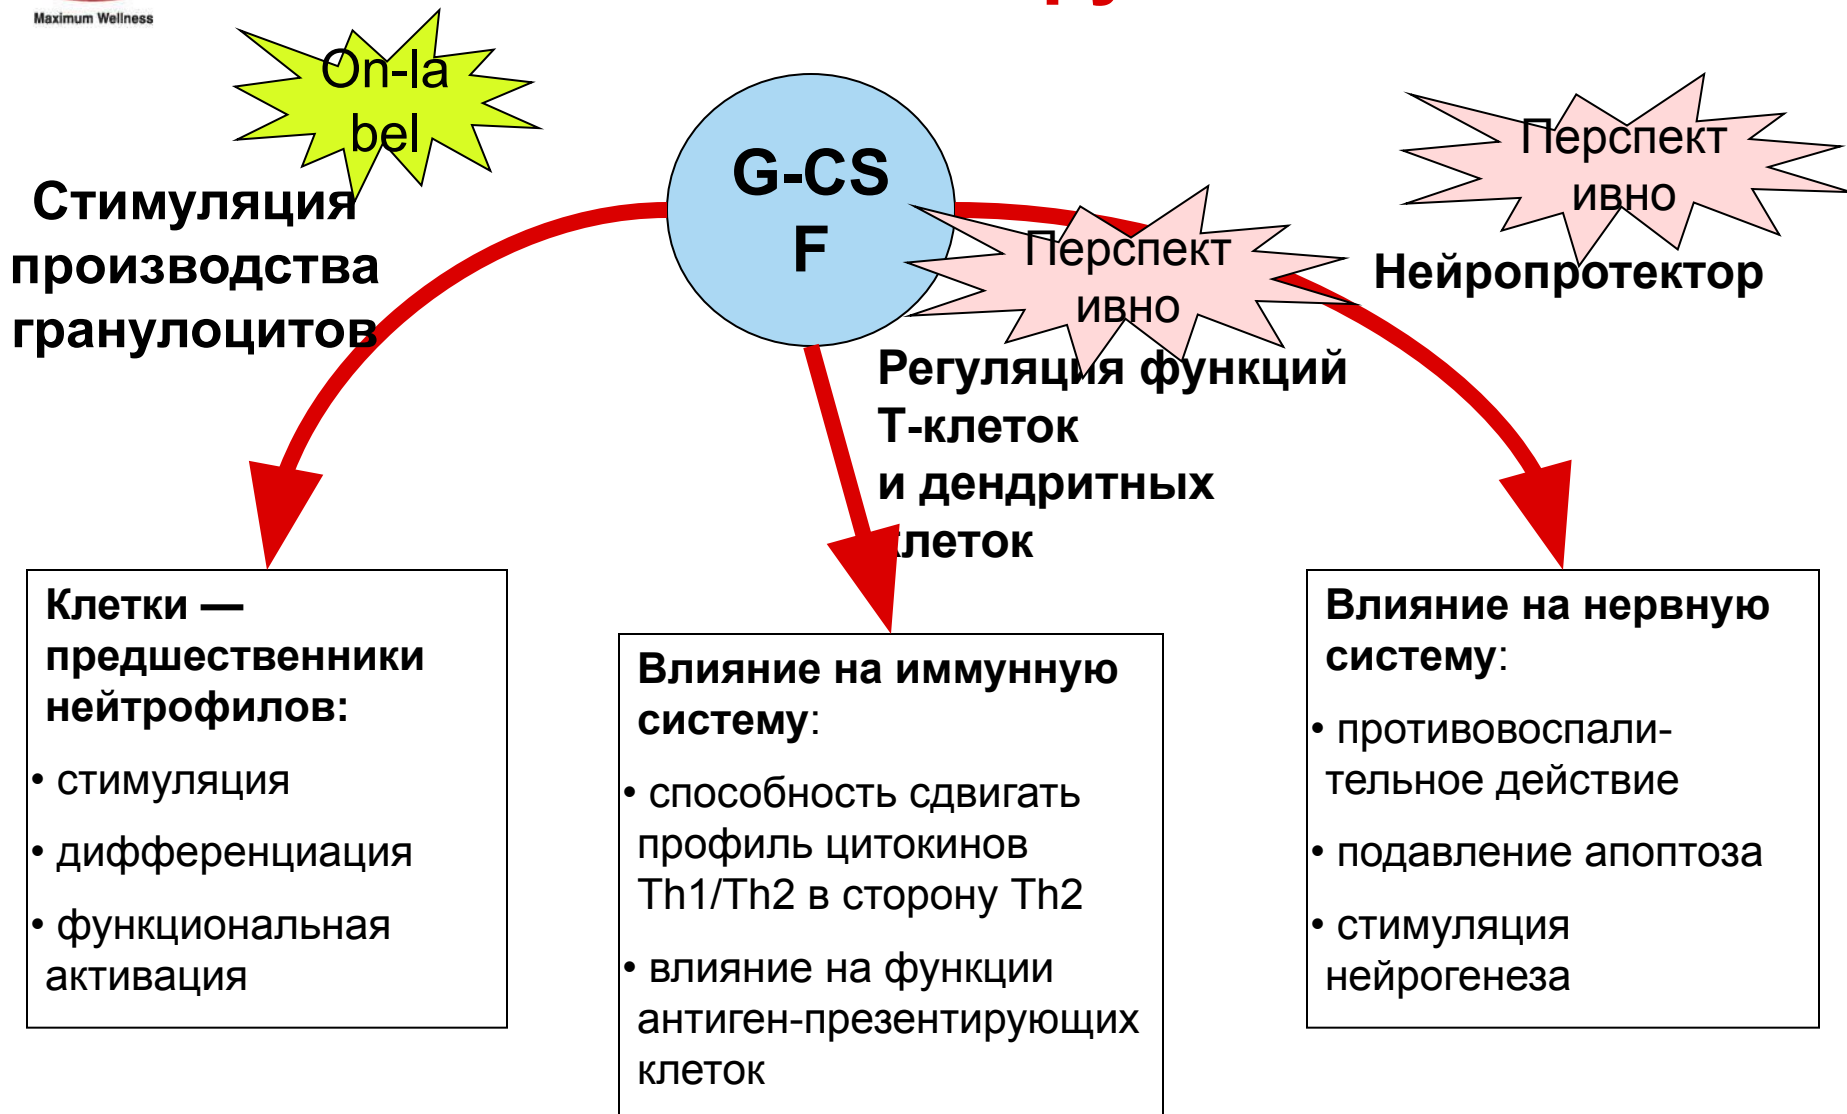 Maximum Wellness
On-la
bel
G-CS
F
Перспект
ивно
Перспект
ивно
Стимуляция
производства
гранулоцитов
Нейропротектор
Регуляция функций
Т-клеток
и дендритных
клеток
Клетки —
предшественники
нейтрофилов:
• стимуляция
• дифференциация
• функциональная
активация
Влияние на иммунную
систему:
• способность сдвигать
профиль цитокинов
Th1/Th2 в сторону Th2
• влияние на функции
антиген-презентирующих
клеток
Влияние на нервную
систему:
• противовоспали-
тельное действие
• подавление апоптоза
• стимуляция
нейрогенеза